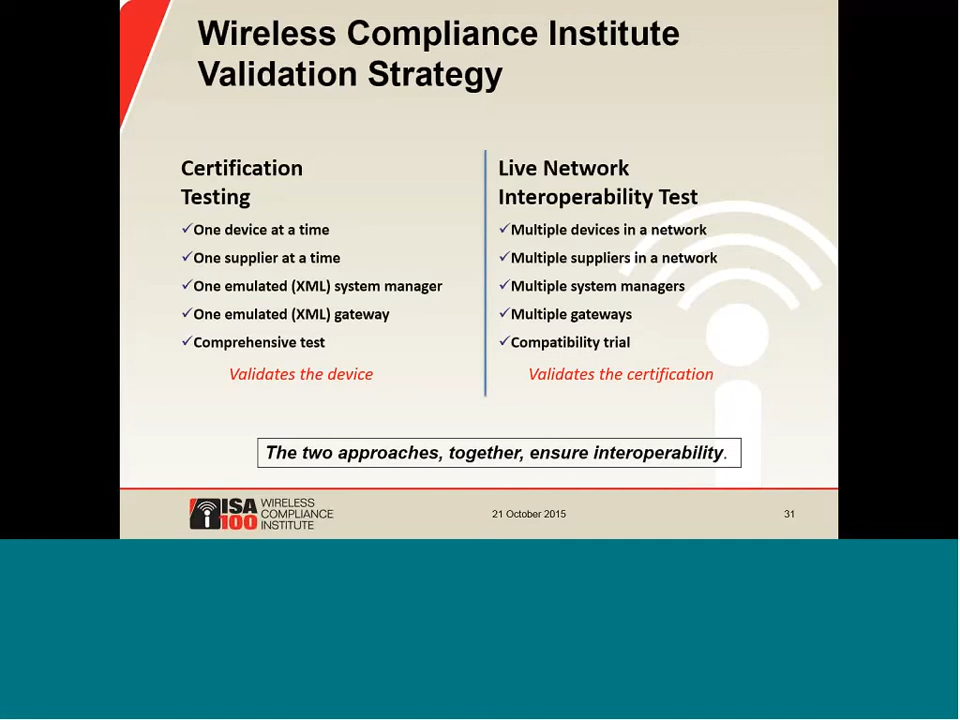 Wireless Compliance Institute
Validation Strategy
Certification
Testing
✓One device at a time
✓One supplier at a time
✓One emulated (XML) system manager
✓One emulated (XML) gateway
✓Comprehensive test
Validates the device
Live Network
Interoperability Test
✓Multiple devices in a network
✓Multiple suppliers in a network
✓Multiple system managers
✓Multiple gateways
✓Compatibility trial
Validates the certification
The two approaches, together, ensure interoperability.
ISA
100
WIRELESS
COMPLIANCE
INSTITUTE
21 October 2015
31